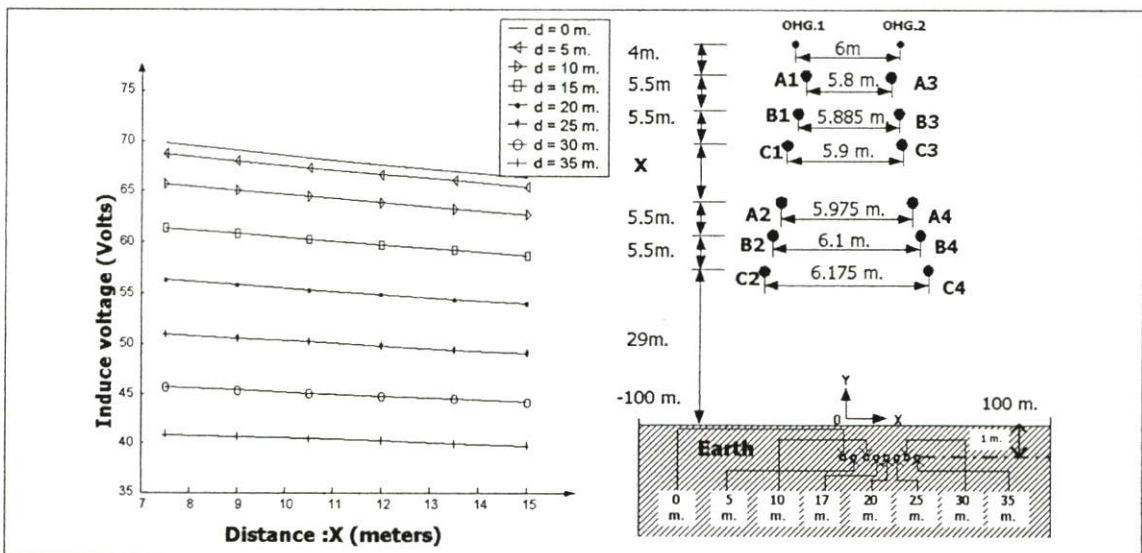 Induce voltage (Volts)
75
70
65
60
55
50
45
40
35
7
8
9
10
11
12
13
14
15
Distance :X (meters)
d = 0 m.
d = 5 m.
d = 10 m.
d = 15 m.
d = 20 m.
d = 25 m.
d = 30 m.
d = 35 m.
OHG.1
OHG.2
4m.
6m
5.5m
A1
5.8 m.
A3
5.5m.
B1
5.885 m
B3
C1
5.9 m.
C3
X
A2
5.975 m.
A4
5.5m.
B2
6.1 m.
B4
5.5m.
C2
6.175 m.
C4
29m.
-100 m.
Y
0
X
100 m.
Earth
1 m.
0 m.
5 m.
10 m.
17 m.
20 m.
25 m.
30 m.
35 m.